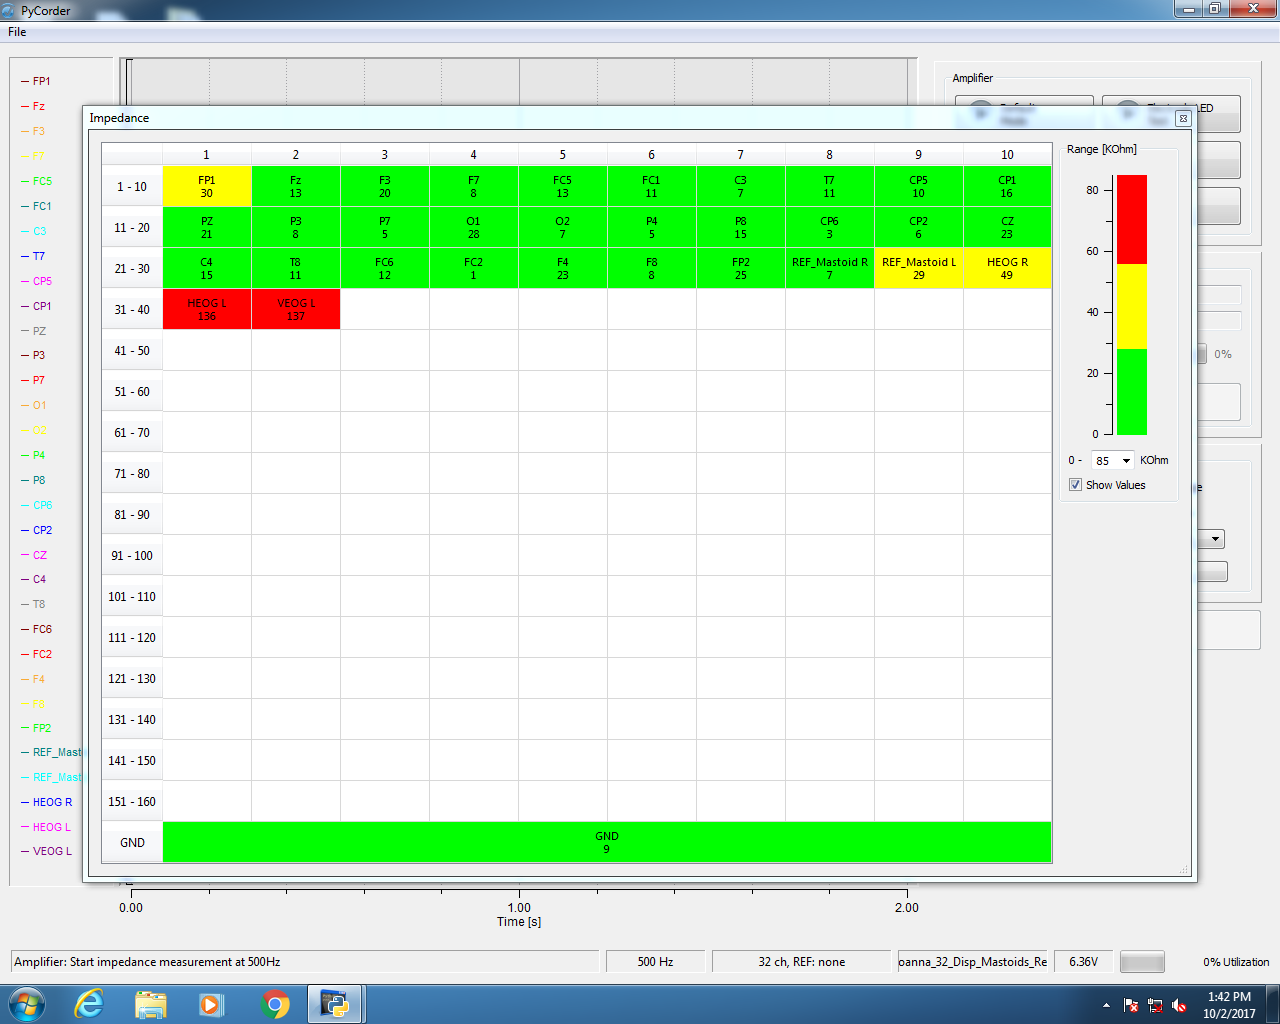 PyCorder
File
FP1
Fz
F3
F7
FC5
FC1
C3
T7
CP5
CP1
PZ
P3
P7
O1
O2
P4
P8
CP6
CP2
CZ
C4
T8
FC6
FC2
F4
F8
FP2
REF_Mast
REF_Mast
HEOG R
HEOG L
VEOG L
Amplifier
Default
Mode
Electrode LED
Test
Impedance
1 2 3 4 5 6 7 8 9 10
1 - 10 FP1 Fz F3 F7 FC5 FC1 C3 T7 CP5 CP1
30 13 20 8 13 11 7 11 10 16
11 - 20 PZ P3 P7 O1 O2 P4 P8 CP6 CP2 CZ
21 8 5 28 7 5 15 3 6 23
21 - 30 C4 T8 FC6 FC2 F4 F8 FP2 REF_Mastoid R REF_Mastoid L HEOG R
15 11 12 1 23 8 25 7 29 49
31 - 40 HEOG L VEOG L
136 137
41 - 50
51 - 60
61 - 70
71 - 80
81 - 90
91 - 100
101 - 110
111 - 120
121 - 130
131 - 140
141 - 150
151 - 160
GND GND
9
Range [KOhm]
80
60
40
20
0
0 - 85 KOhm
Show Values
0%
0.00 1.00 2.00
Time [s]
Amplifier: Start impedance measurement at 500Hz
500 Hz
32 ch, REF: none
oanna_32_Disp_Mastoids_Re
6.36V
0% Utilization
1:42 PM
10/2/2017